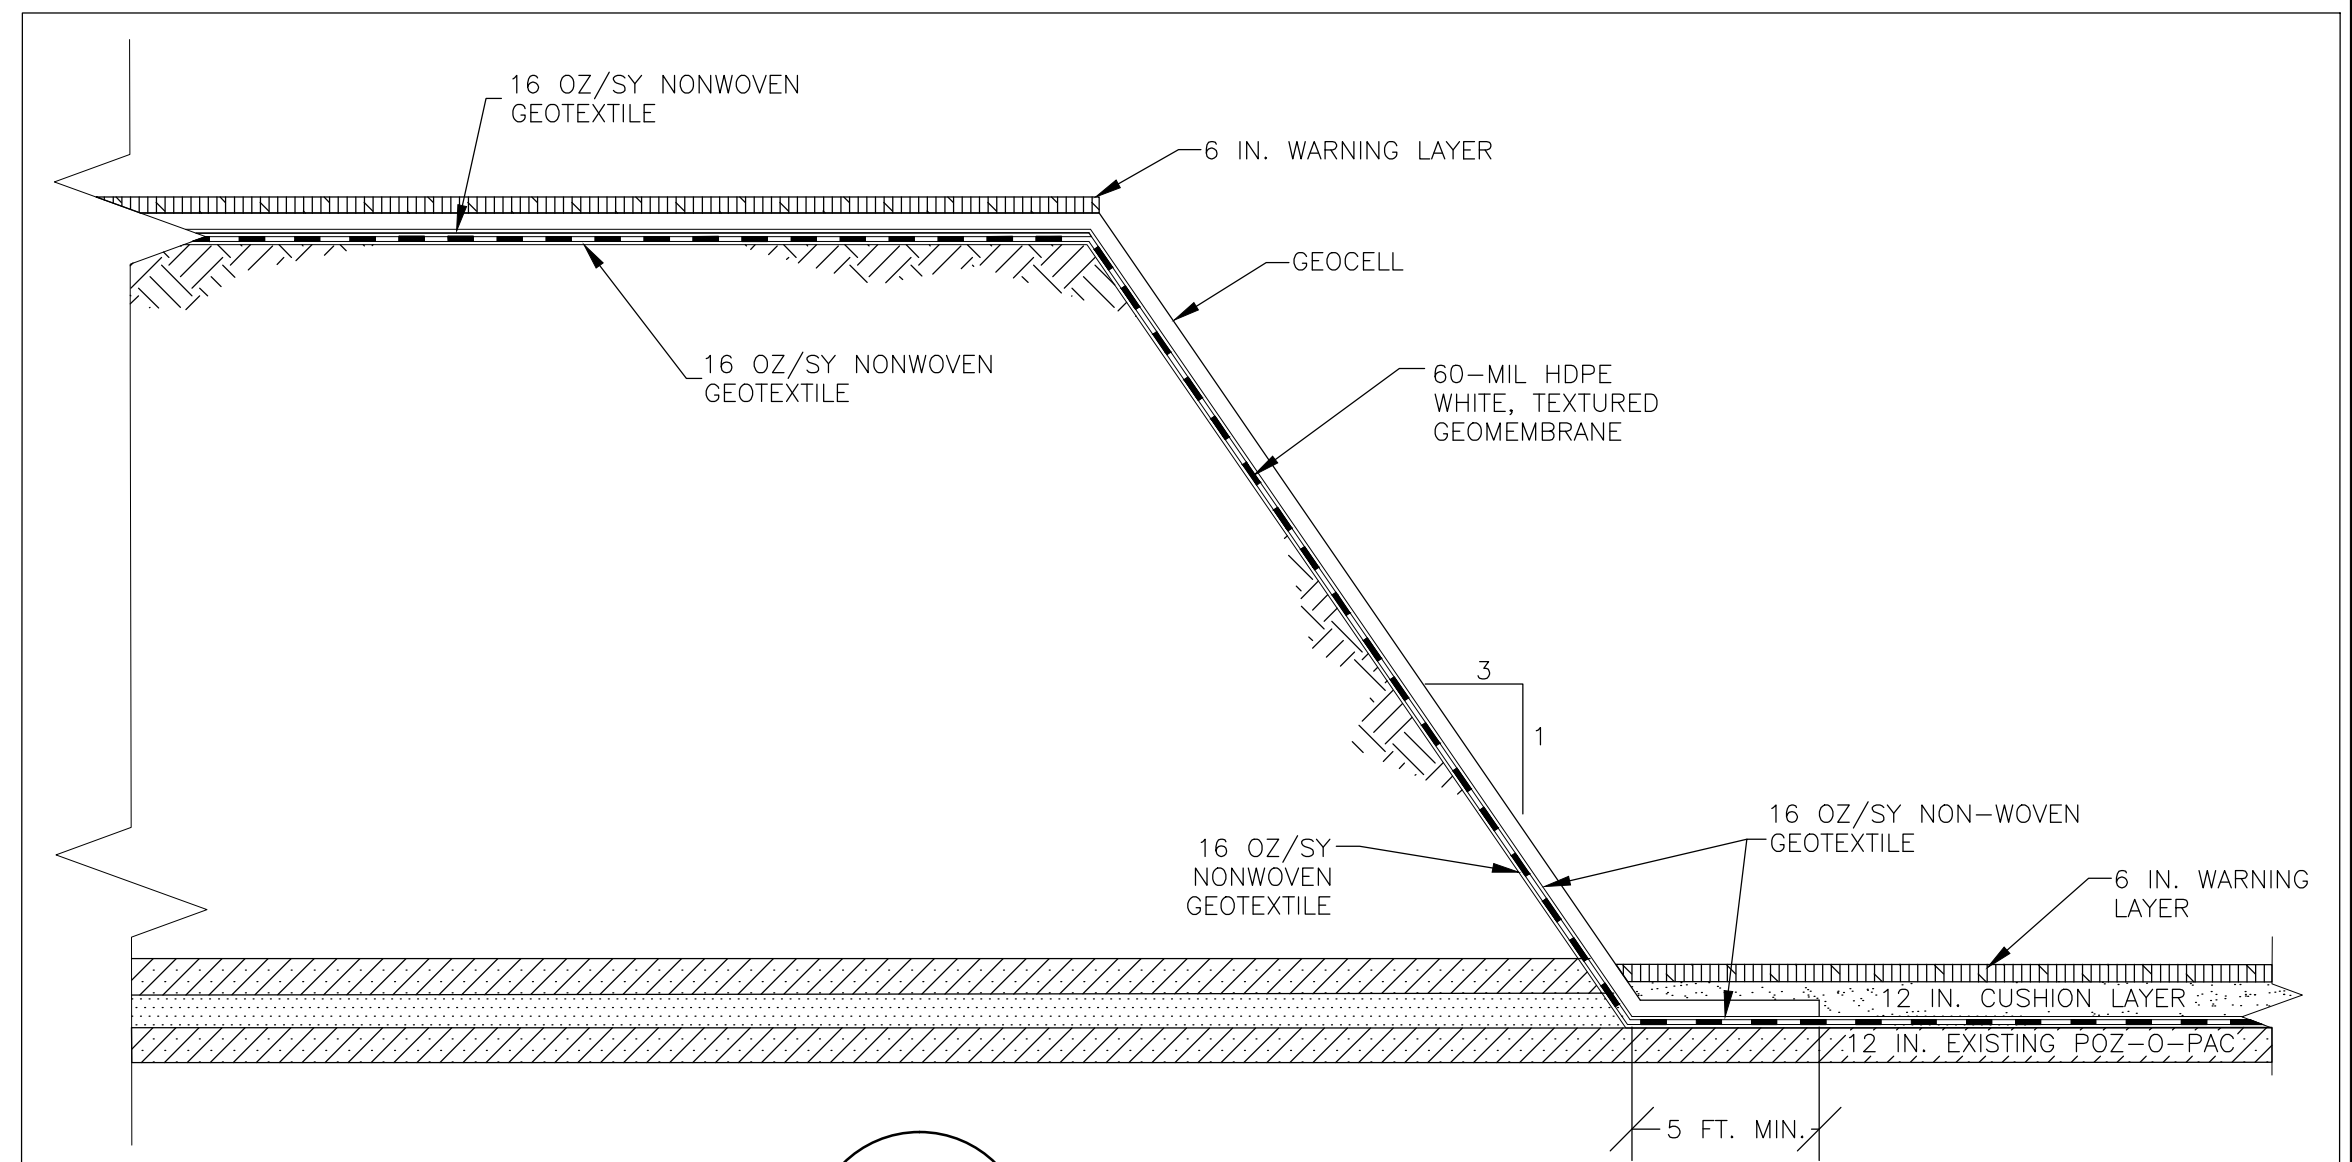 16 OZ/SY NONWOVEN
GEOTEXTILE
6 IN. WARNING LAYER
GEOCELL
16 OZ/SY NONWOVEN
GEOTEXTILE
60-MIL HDPE
WHITE, TEXTURED
GEOMEMBRANE
3
1
16 OZ/SY NON-WOVEN
GEOTEXTILE
16 OZ/SY
NONWOVEN
GEOTEXTILE
6 IN. WARNING
LAYER
12 IN. CUSHION LAYER
12 IN. EXISTING POZ-O-PAC
5 FT. MIN.